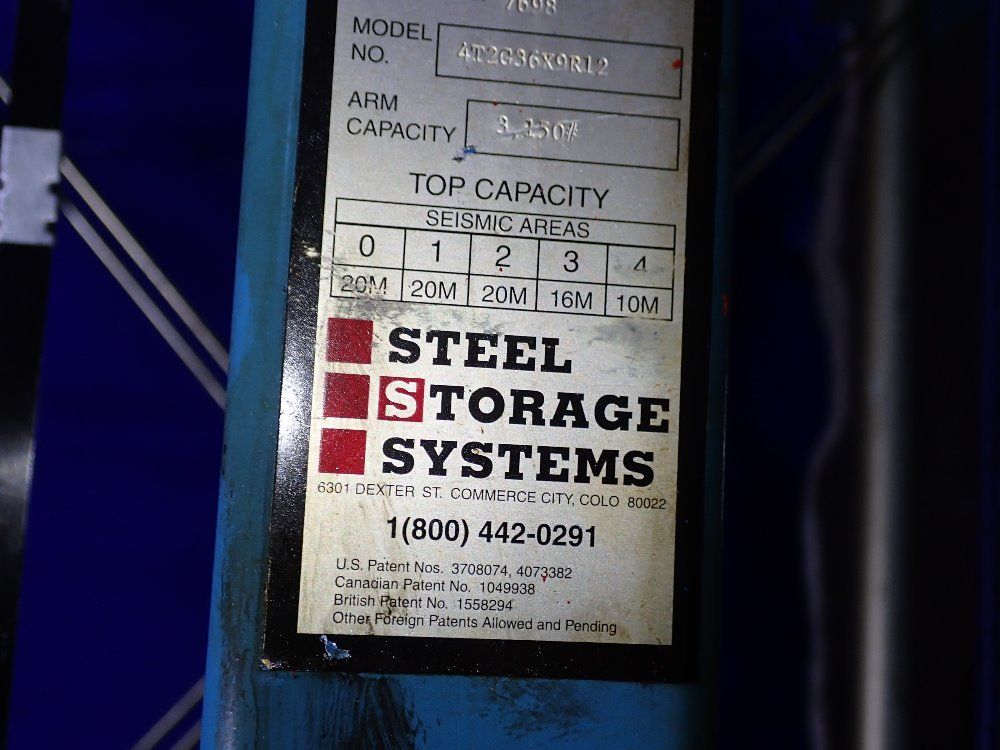 7698
MODEL NO.
4T2G36X9R12
ARM CAPACITY
TOP CAPACITY
SEISMIC AREAS
0 1 2 3 4
20M 20M 20M 16M 10M
STEEL
STORAGE
SYSTEMS
6301 DEXTER ST. COMMERCE CITY, COLO 80022
1(800) 442-0291
U.S. Patent Nos. 3708074, 4073382
Canadian Patent No. 1049938
British Patent No. 1558294
Other Foreign Patents Allowed and Pending